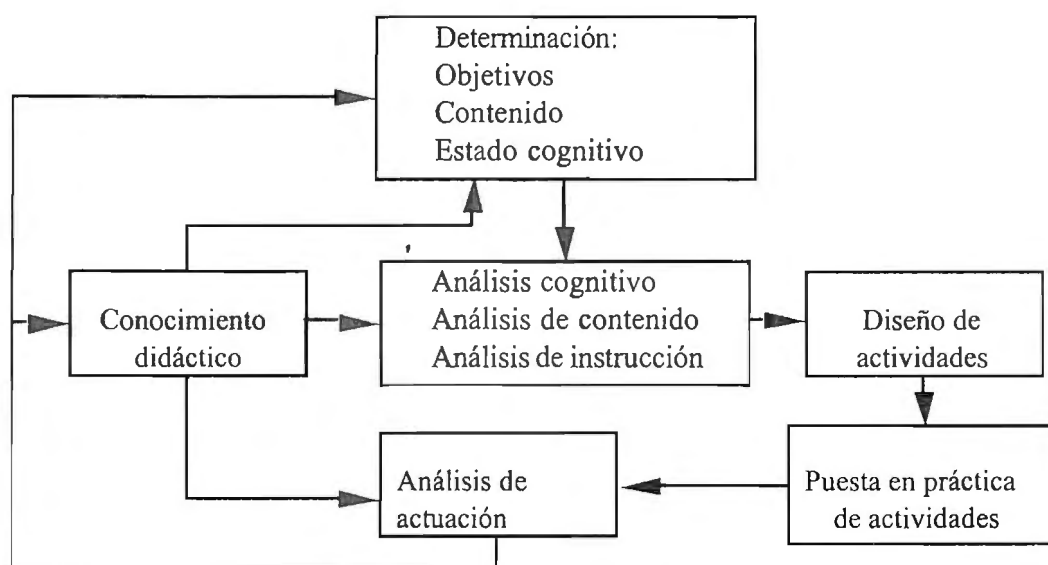 Determinación:
Objetivos
Contenido
Estado cognitivo
Conocimiento
didáctico
Análisis cognitivo
Análisis de contenido
Análisis de instrucción
Diseño de
actividades
Análisis de
actuación
Puesta en práctica
de actividades